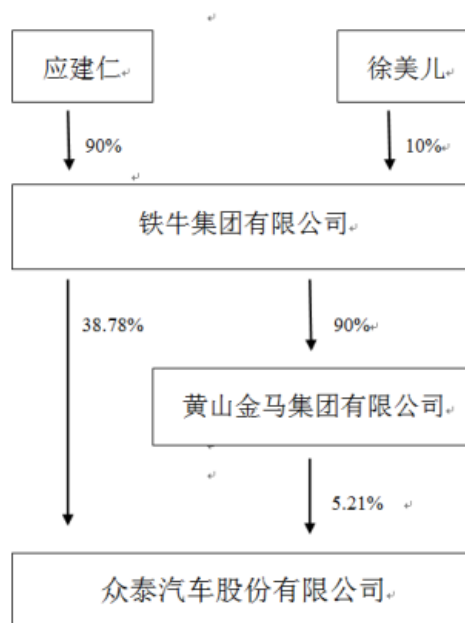 应建仁
徐美儿
90%
10%
铁牛集团有限公司
38.78%
90%
黄山金马集团有限公司
5.21%
众泰汽车股份有限公司